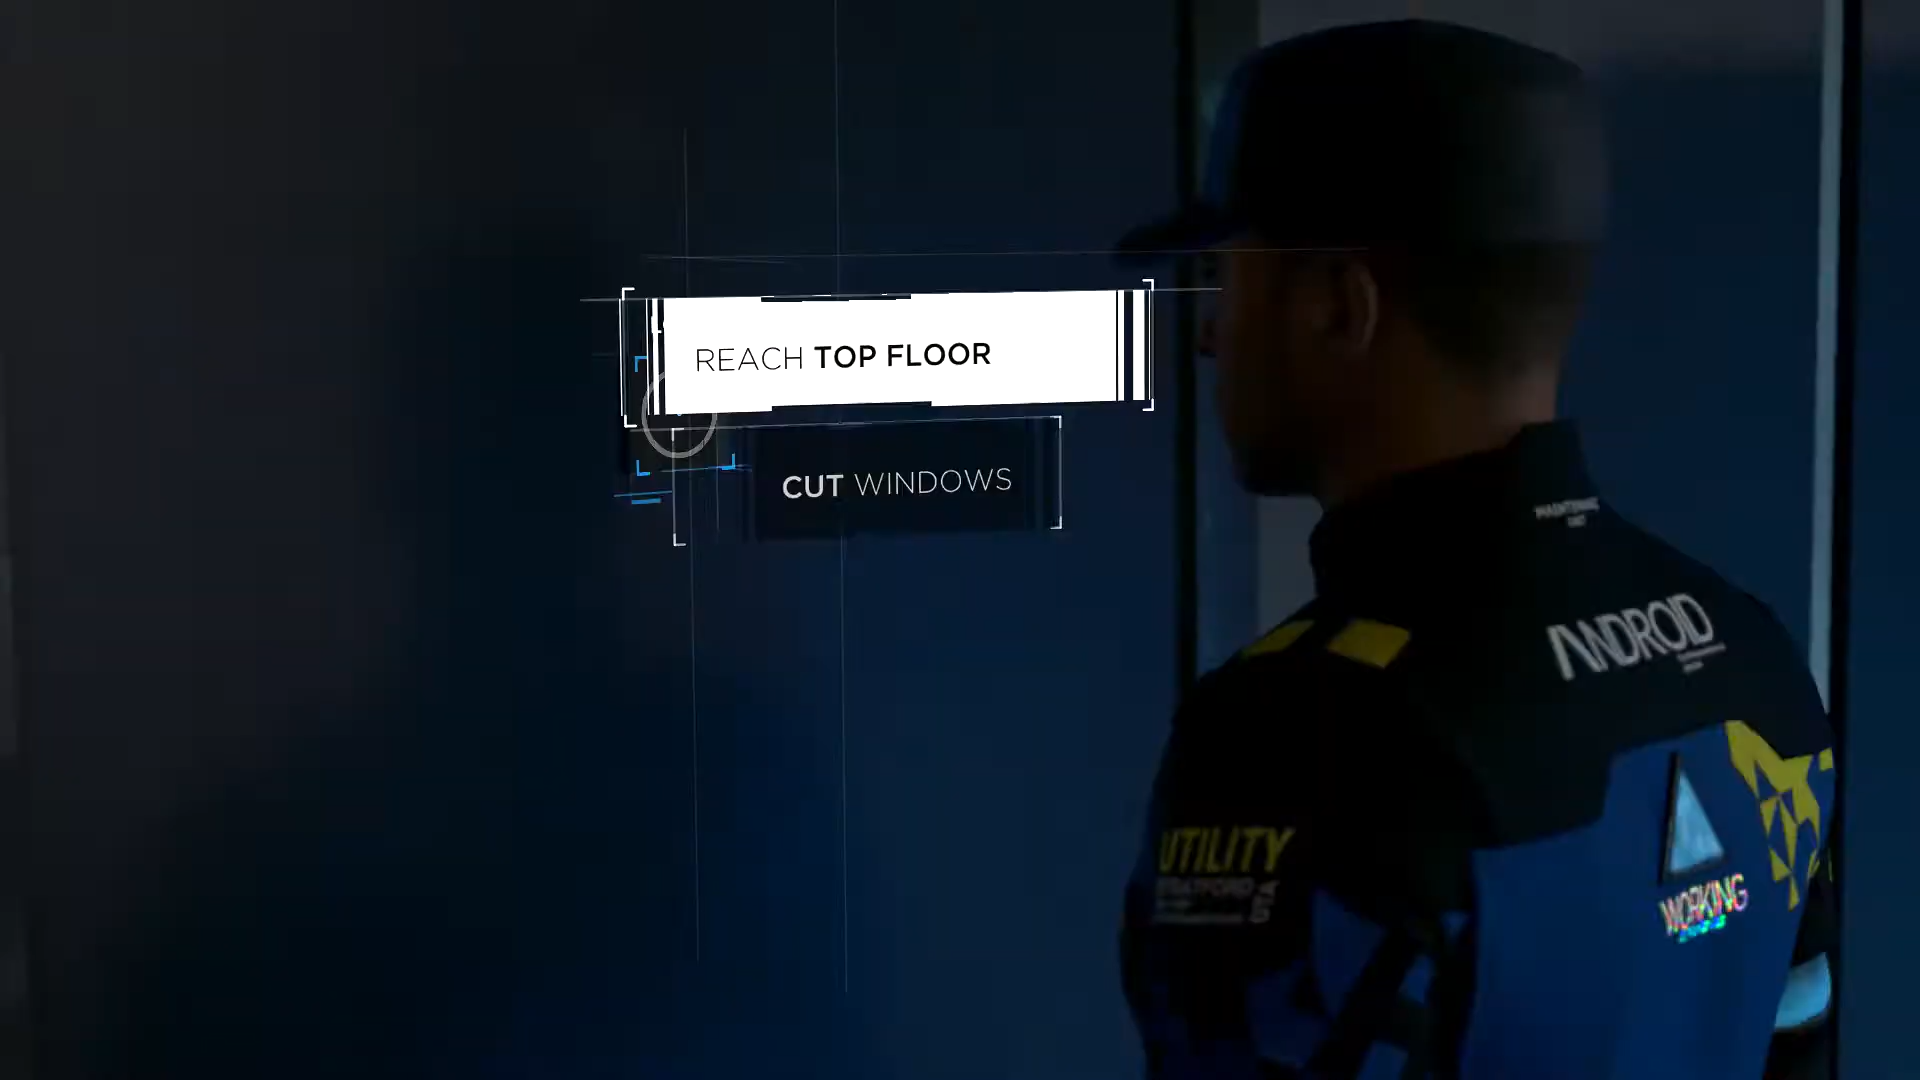 REACH TOP FLOOR
CUT WINDOWS
ANDROID
UTILITY
WORKING